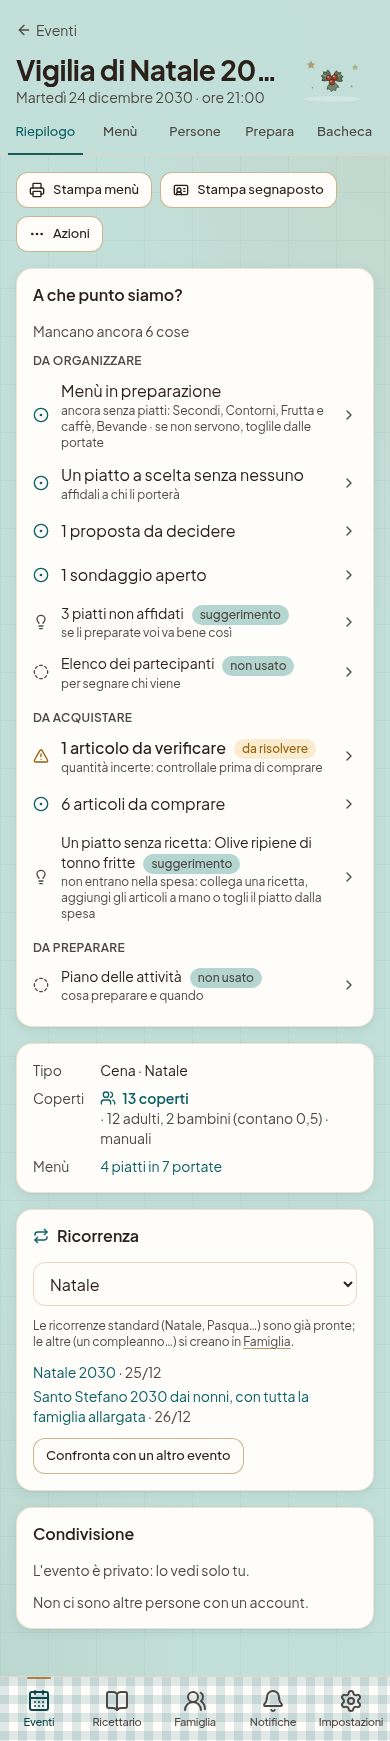 Eventi
Vigilia di Natale 20...
Martedì 24 dicembre 2030 · ore 21:00
Riepilogo Menù Persone Prepara Bacheca
Stampa menù Stampa segnaposto
Azioni
A che punto siamo?
Mancano ancora 6 cose
DA ORGANIZZARE
Menù in preparazione
ancora senza piatti: Secondi, Contorni, Frutta e
caffè, Bevande · se non servono, toglile dalle
portate
Un piatto a scelta senza nessuno
affidali a chi li porterà
1 proposta da decidere
1 sondaggio aperto
3 piatti non affidati suggerimento
se li preparate voi va bene così
Elenco dei partecipanti non usato
per segnare chi viene
DA ACQUISTARE
1 articolo da verificare da risolvere
quantità incerte: controllale prima di comprare
6 articoli da comprare
Un piatto senza ricetta: Olive ripiene di
tonno fritte suggerimento
non entrano nella spesa: collega una ricetta,
aggiungi gli articoli a mano o togli il piatto dalla
spesa
DA PREPARARE
Piano delle attività non usato
cosa preparare e quando
Tipo Cena · Natale
Coperti 13 coperti
· 12 adulti, 2 bambini (contano 0,5) ·
manuali
Menù 4 piatti in 7 portate
Ricorrenza
Natale
Le ricorrenze standard (Natale, Pasqua…) sono già pronte;
le altre (un compleanno…) si creano in Famiglia.
Natale 2030 · 25/12
Santo Stefano 2030 dai nonni, con tutta la
famiglia allargata · 26/12
Confronta con un altro evento
Condivisione
L'evento è privato: lo vedi solo tu.
Non ci sono altre persone con un account.
Eventi Ricettario Famiglia Notifiche Impostazioni